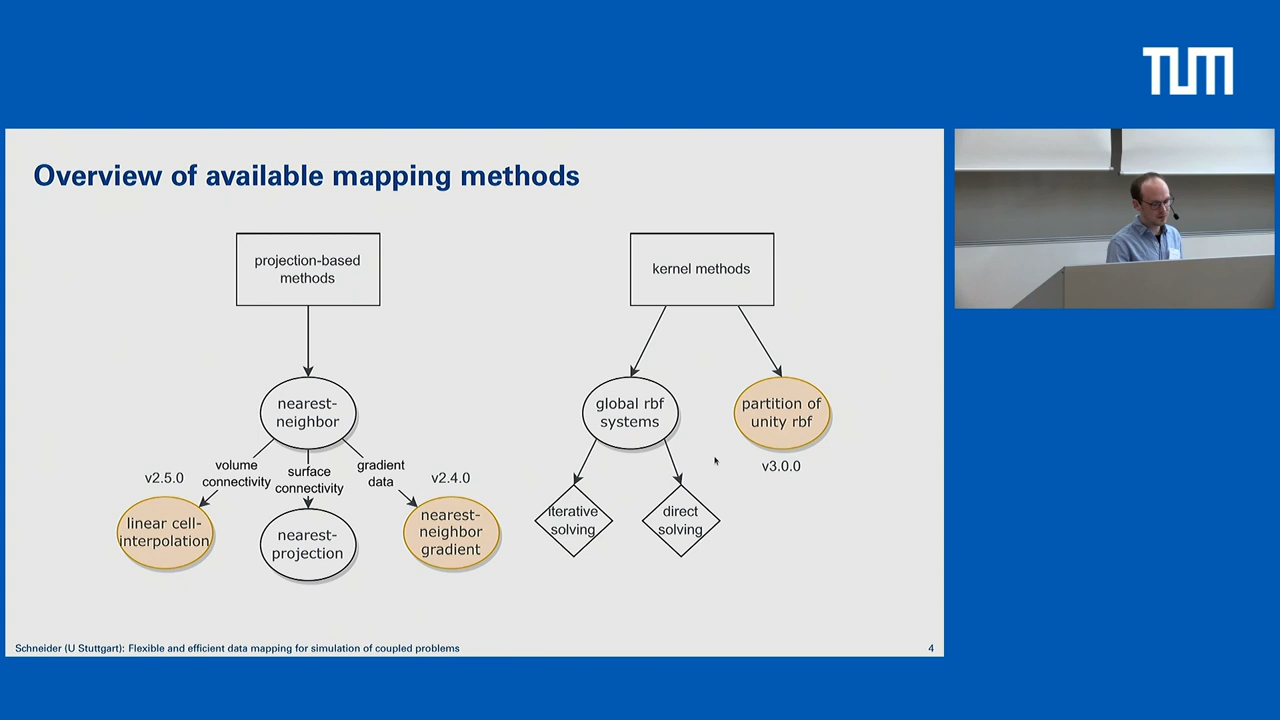 TUM
Overview of available mapping methods
projection-based
methods
kernel methods
nearest-
neighbor
global rbf
systems
partition of
unity rbf
v3.0.0
volume
connectivity
surface
connectivity
gradient
data
v2.5.0
v2.4.0
linear cell-
interpolation
nearest-
projection
nearest-
neighbor
gradient
iterative
solving
direct
solving
Schneider (U Stuttgart): Flexible and efficient data mapping for simulation of coupled problems
4